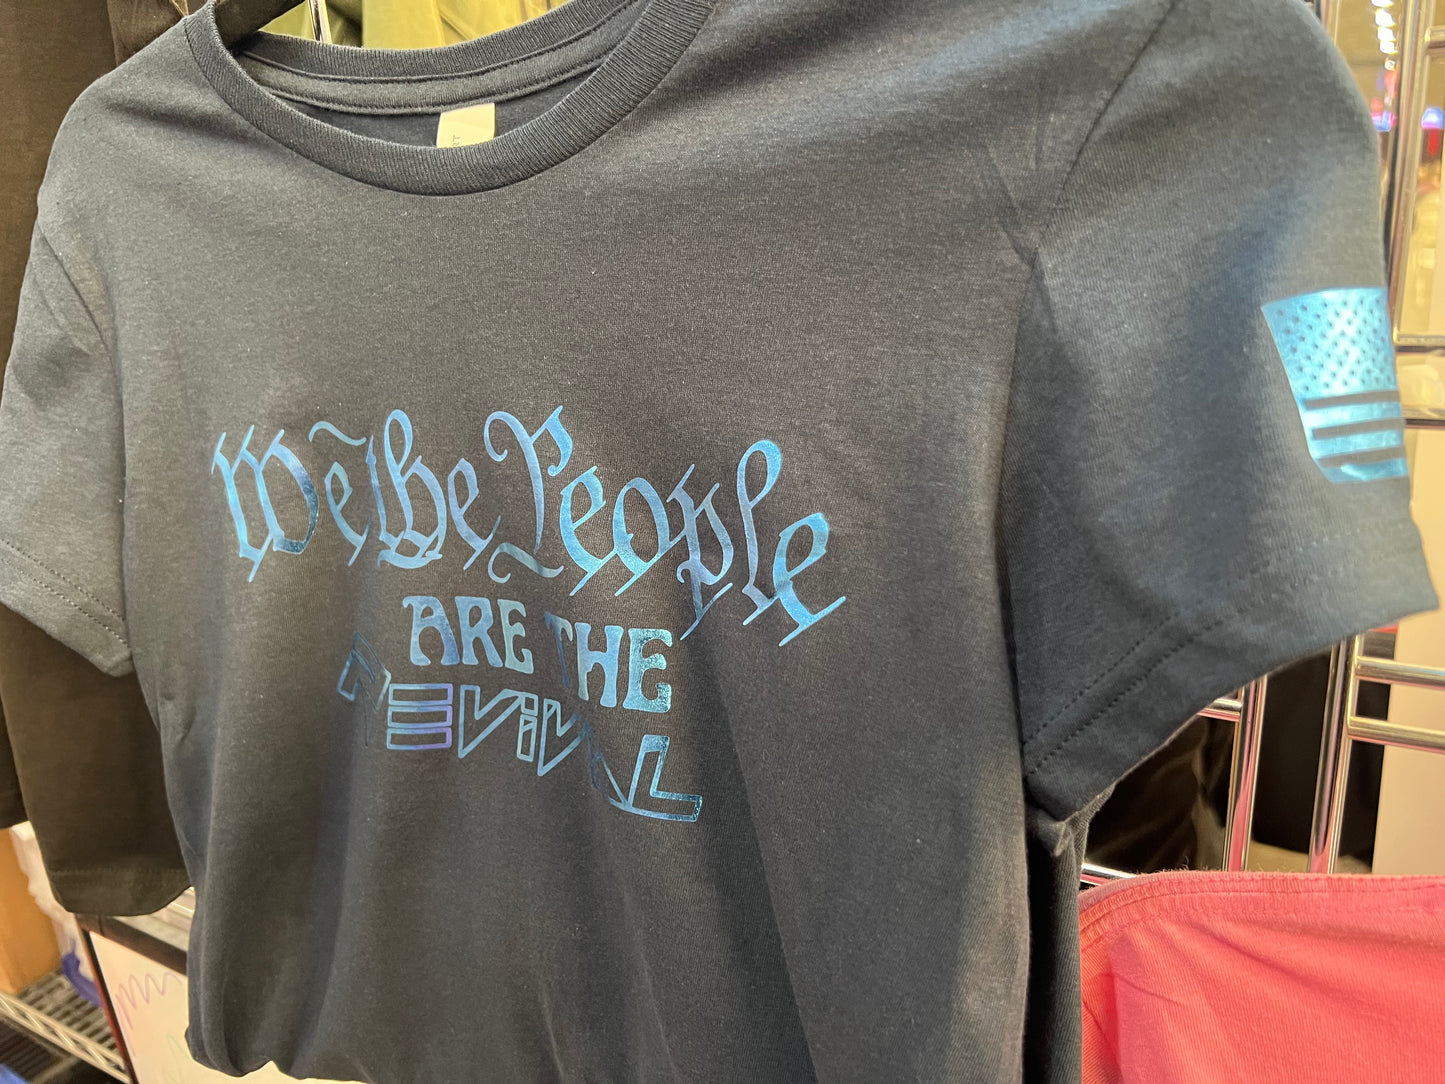 We the People
ARE THE
REVIVAL